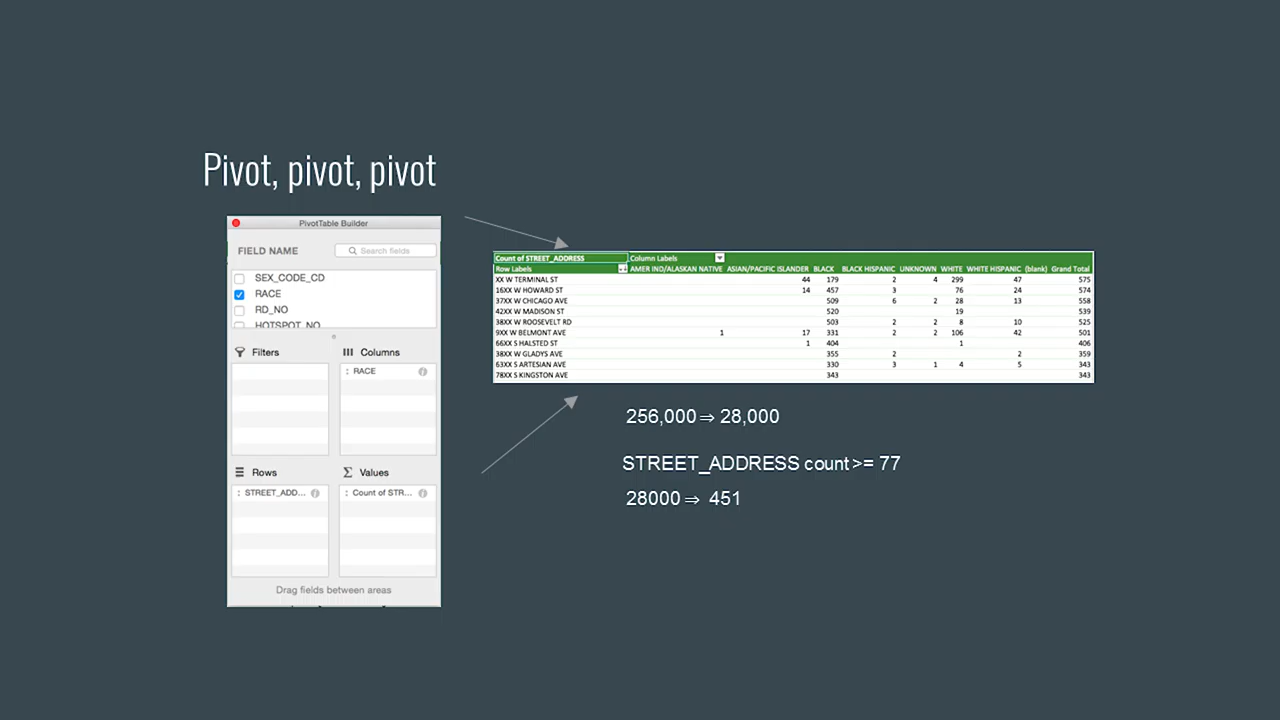 Pivot, pivot, pivot
PivotTable Builder
FIELD NAME
Search fields
SEX_CODE_CD
RACE
RD_NO
HOTSPOT_NO
Filters
Columns
: RACE
Rows
Values
: STREET_ADD...
: Count of STR...
Drag fields between areas
Count of STREET_ADDRESS Column Labels
Row Labels AMER IND/ALASKAN NATIVE ASIAN/PACIFIC ISLANDER BLACK BLACK HISPANIC UNKNOWN WHITE WHITE HISPANIC (blank) Grand Total
XX W TERMINAL ST 44 179 2 4 299 47 575
16XX W HOWARD ST 14 457 3 76 24 574
37XX W CHICAGO AVE 509 6 2 28 13 558
42XX W MADISON ST 520 19 539
38XX W ROOSEVELT RD 503 2 2 8 10 525
9XX W BELMONT AVE 1 17 331 2 2 106 42 501
66XX S HALSTED ST 1 404 1 406
38XX W GLADYS AVE 355 2 2 359
63XX S ARTESIAN AVE 330 3 1 4 5 343
78XX S KINGSTON AVE 343 343
256,000 ⇒ 28,000
STREET_ADDRESS count >= 77
28000 ⇒ 451